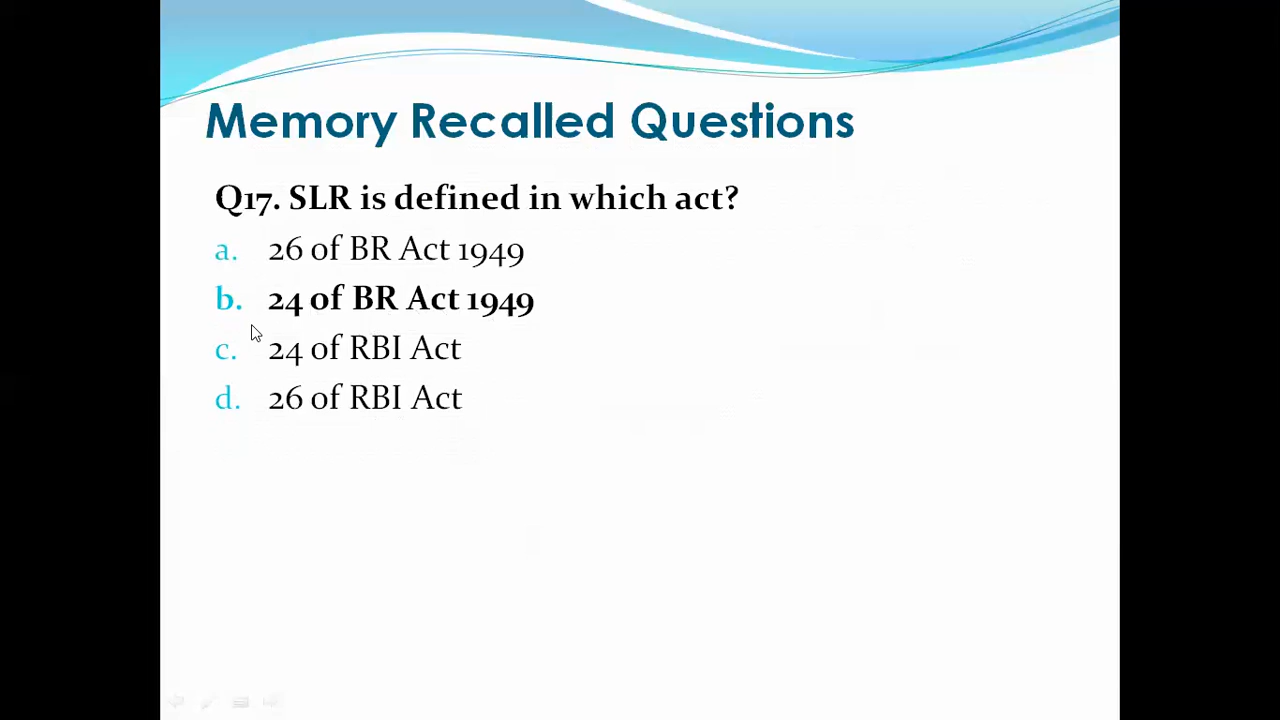 Memory Recalled Questions
Q17. SLR is defined in which act?
a. 26 of BR Act 1949
b. 24 of BR Act 1949
c. 24 of RBI Act
d. 26 of RBI Act